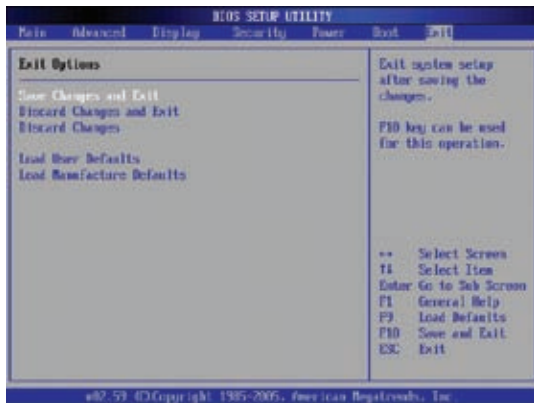 BIOS SETUP UTILITY
Main Advanced Display Security Power Boot Exit
Exit Options
Save Changes and Exit
Discard Changes and Exit
Discard Changes
Load User Defaults
Load Manufacture Defaults
Exit system setup
after saving the
changes.
F10 key can be used
for this operation.
↔ Select Screen
↑↓ Select Item
Enter Go to Sub Screen
F1 General Help
F9 Load Defaults
F10 Save and Exit
ESC Exit
v02.59 (C)Copyright 1985-2005, American Megatrends, Inc.